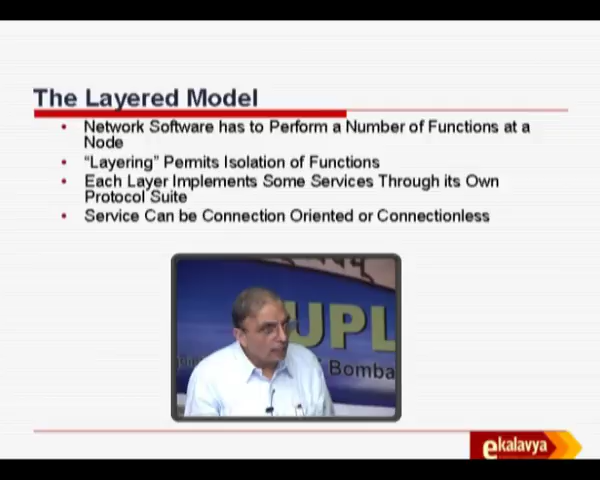 The Layered Model
• Network Software has to Perform a Number of Functions at a
Node
• “Layering” Permits Isolation of Functions
• Each Layer Implements Some Services Through its Own
Protocol Suite
• Service Can be Connection Oriented or Connectionless
UPL
Bomba
ekalavya